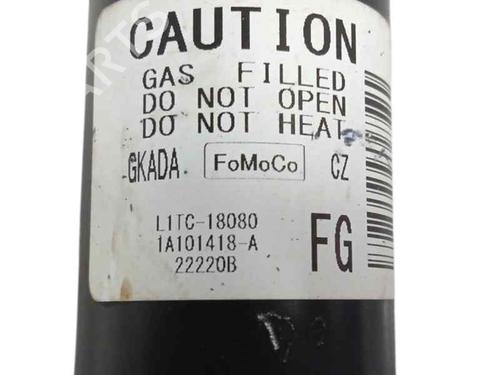 CAUTION
GAS FILLED
DO NOT OPEN
DO NOT HEAT
GKADA FoMoCo CZ
L1TC-18080
1A101418-A FG
22220B